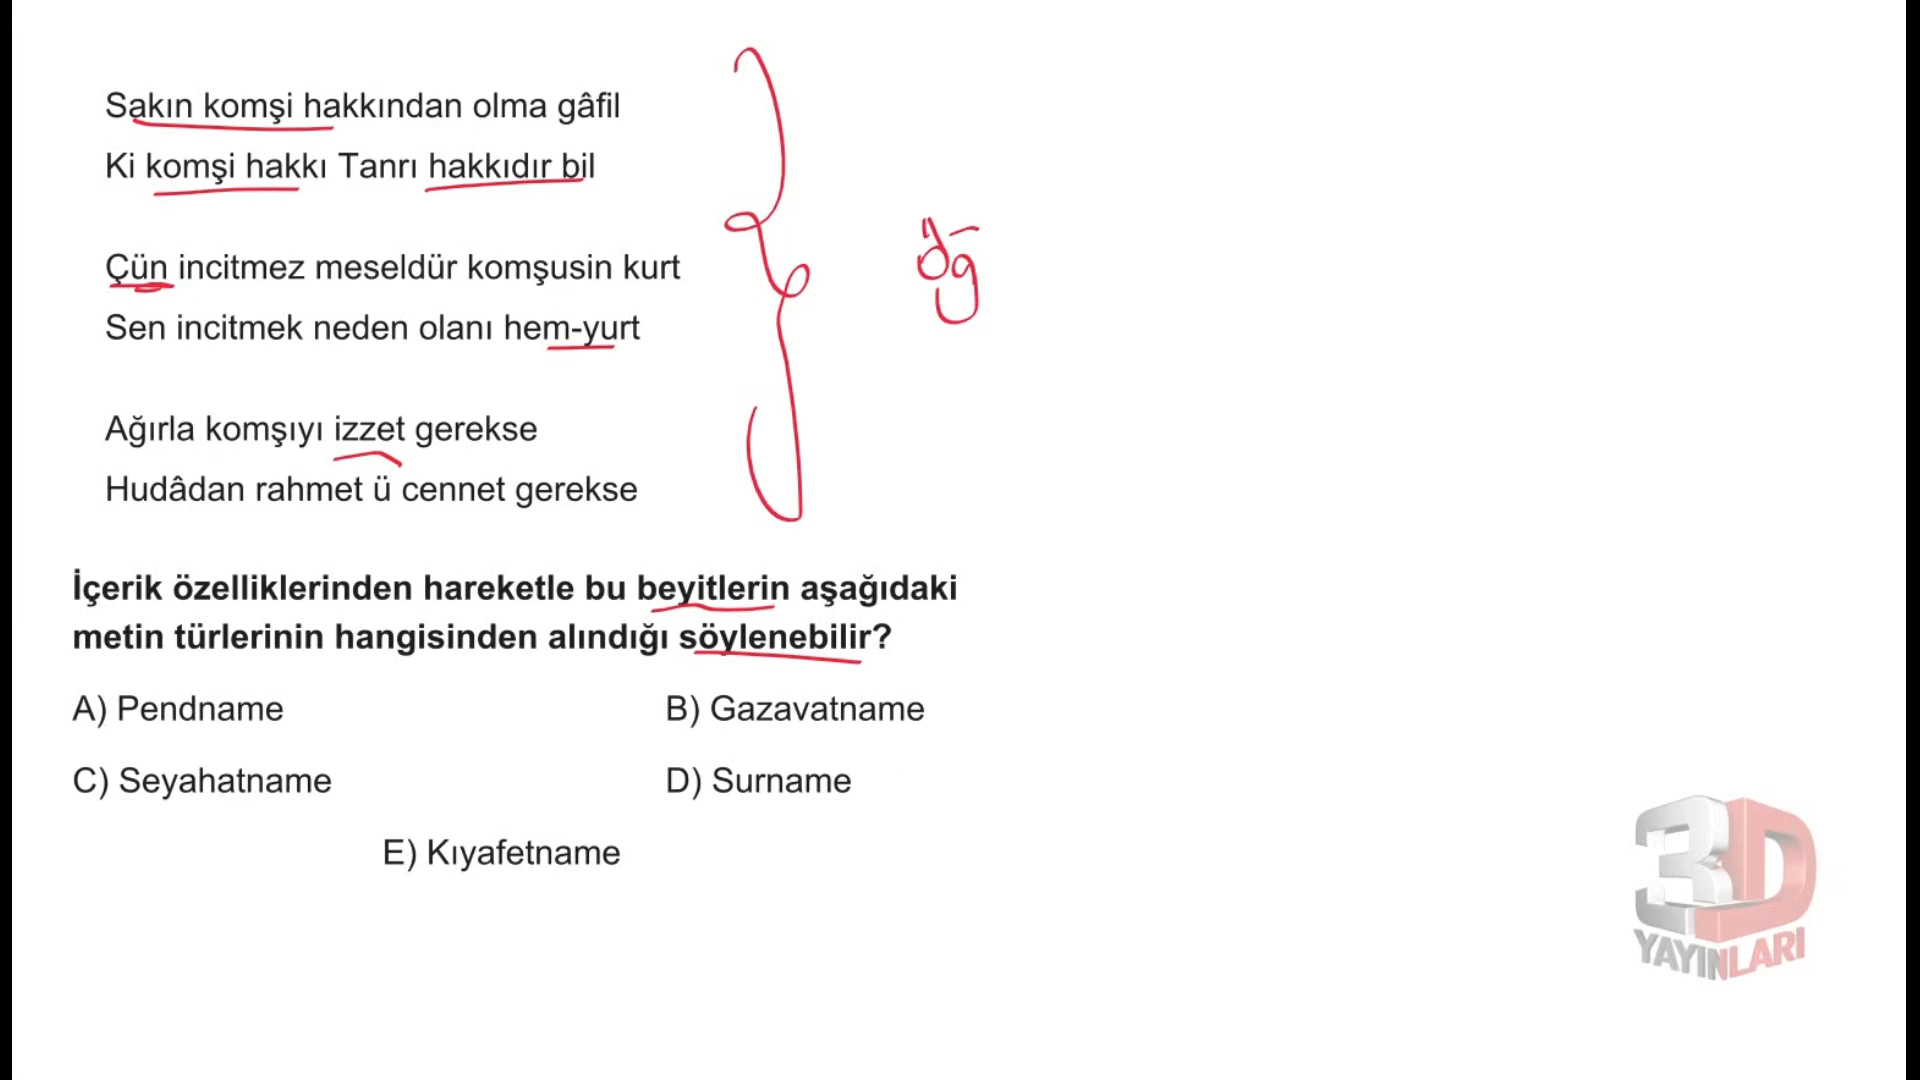 Sakın komşi hakkından olma gâfil
Ki komşi hakkı Tanrı hakkıdır bil
Çün incitmez meseldür komşusin kurt
Sen incitmek neden olanı hem-yurt
Ağırla komşıyı izzet gerekse
Hudâdan rahmet ü cennet gerekse
öğ
İçerik özelliklerinden hareketle bu beyitlerin aşağıdaki
metin türlerinin hangisinden alındığı söylenebilir?
A) Pendname
B) Gazavatname
C) Seyahatname
D) Surname
E) Kıyafetname
3D
YAYINLARI